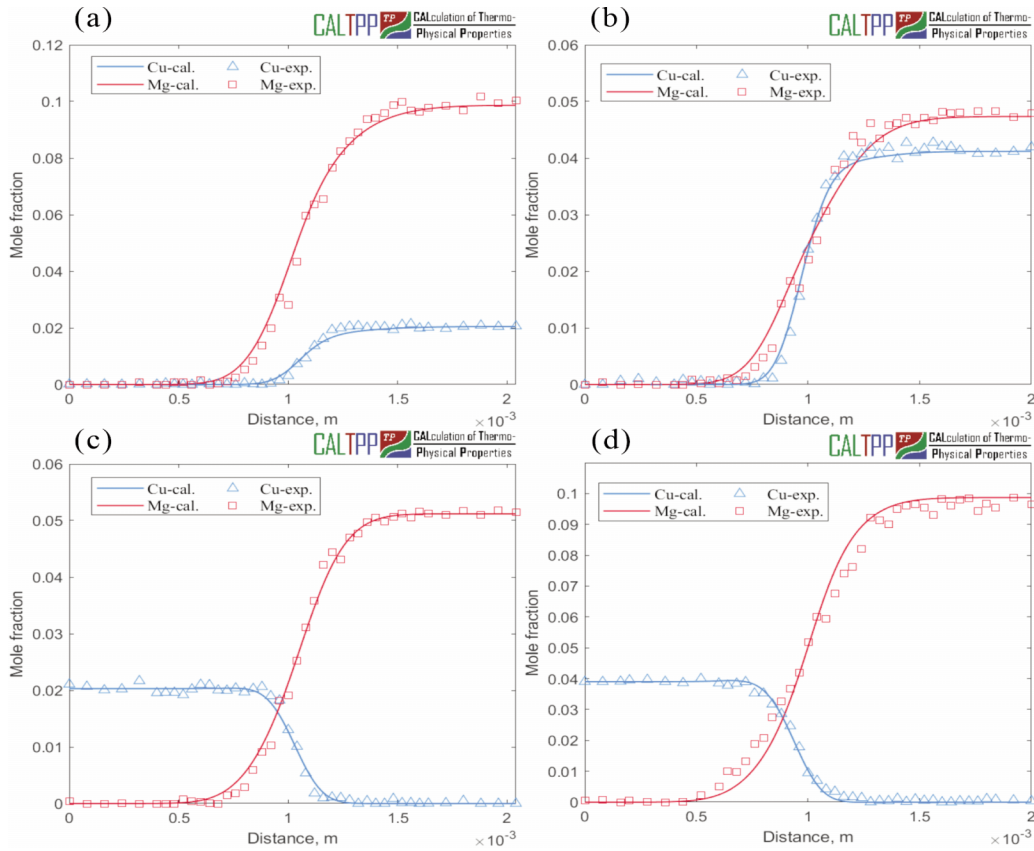 (a)
CALTPP TP CALculation of Thermo-
Physical Properties
0.12
0.1
0.08
0.06
0.04
0.02
0
Mole fraction
Cu-cal. Cu-exp.
Mg-cal. Mg-exp.
0 0.5 1 1.5 2
Distance, m ×10⁻³
(b)
CALTPP TP CALculation of Thermo-
Physical Properties
0.06
0.05
0.04
0.03
0.02
0.01
0
Mole fraction
Cu-cal. Cu-exp.
Mg-cal. Mg-exp.
0 0.5 1 1.5 2
Distance, m ×10⁻³
(c)
CALTPP TP CALculation of Thermo-
Physical Properties
0.06
0.05
0.04
0.03
0.02
0.01
0
Mole fraction
Cu-cal. Cu-exp.
Mg-cal. Mg-exp.
0 0.5 1 1.5 2
Distance, m ×10⁻³
(d)
CALTPP TP CALculation of Thermo-
Physical Properties
0.1
0.09
0.08
0.07
0.06
0.05
0.04
0.03
0.02
0.01
0
Mole fraction
Cu-cal. Cu-exp.
Mg-cal. Mg-exp.
0 0.5 1 1.5 2
Distance, m ×10⁻³